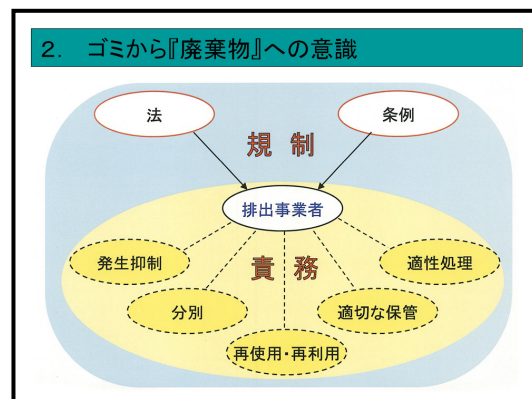 2. ゴミから『廃棄物』への意識
法
条例
規 制
排出事業者
発生抑制
責 務
適性処理
分別
適切な保管
再使用・再利用